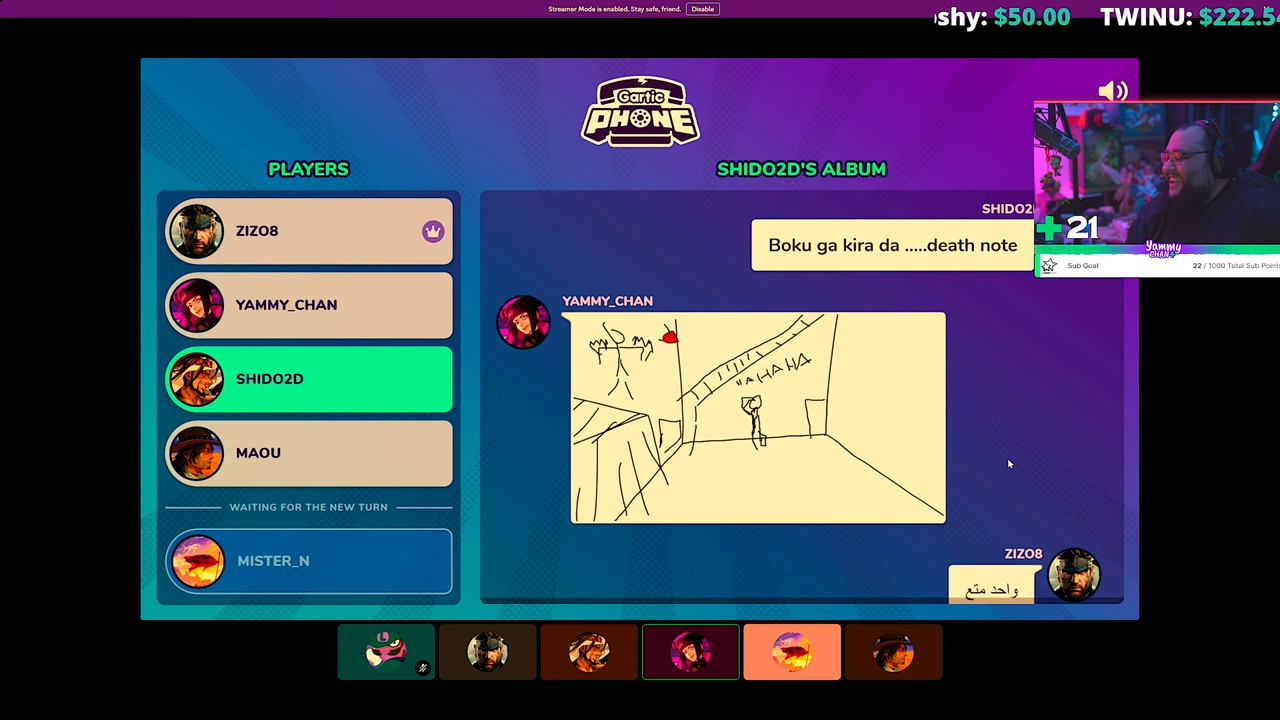 Streamer Mode is enabled. Stay safe, friend. Disable
shy: $50.00 TWINU: $222.5
Gartic
PHONE
PLAYERS
SHIDO2D'S ALBUM
ZIZO8
YAMMY_CHAN
SHIDO2D
MAOU
WAITING FOR THE NEW TURN
MISTER_N
SHIDO2
Boku ga kira da .....death note
YAMMY_CHAN
HAHA
21
Yammy
CHAN
Sub Goal 22 / 1000 Total Sub Points
ZIZO8
واحد متع